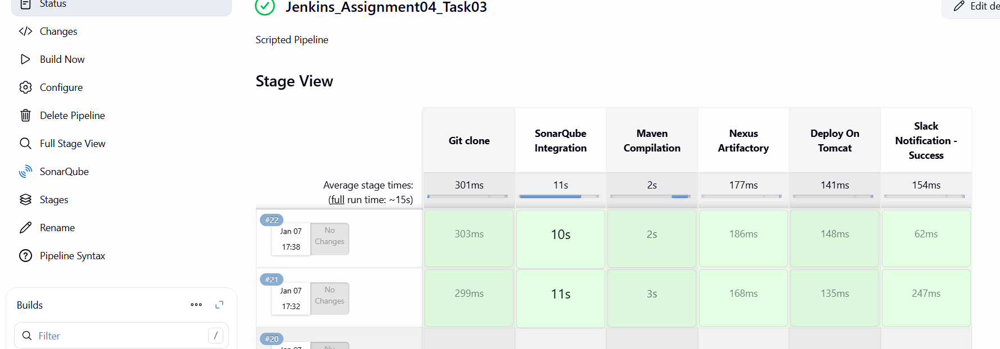 Status
Changes
Build Now
Configure
Delete Pipeline
Full Stage View
SonarQube
Stages
Rename
Pipeline Syntax
Builds
Filter
/
Jenkins_Assignment04_Task03
Edit de
Scripted Pipeline
Stage View
Git clone
SonarQube
Integration
Maven
Compilation
Nexus
Artifactory
Deploy On
Tomcat
Slack
Notification -
Success
Average stage times:
(full run time: ~15s)
301ms
11s
2s
177ms
141ms
154ms
#22
Jan 07
17:38
No
Changes
303ms
10s
2s
186ms
148ms
62ms
#21
Jan 07
17:32
No
Changes
299ms
11s
3s
168ms
135ms
247ms
#20
Jan 07
No